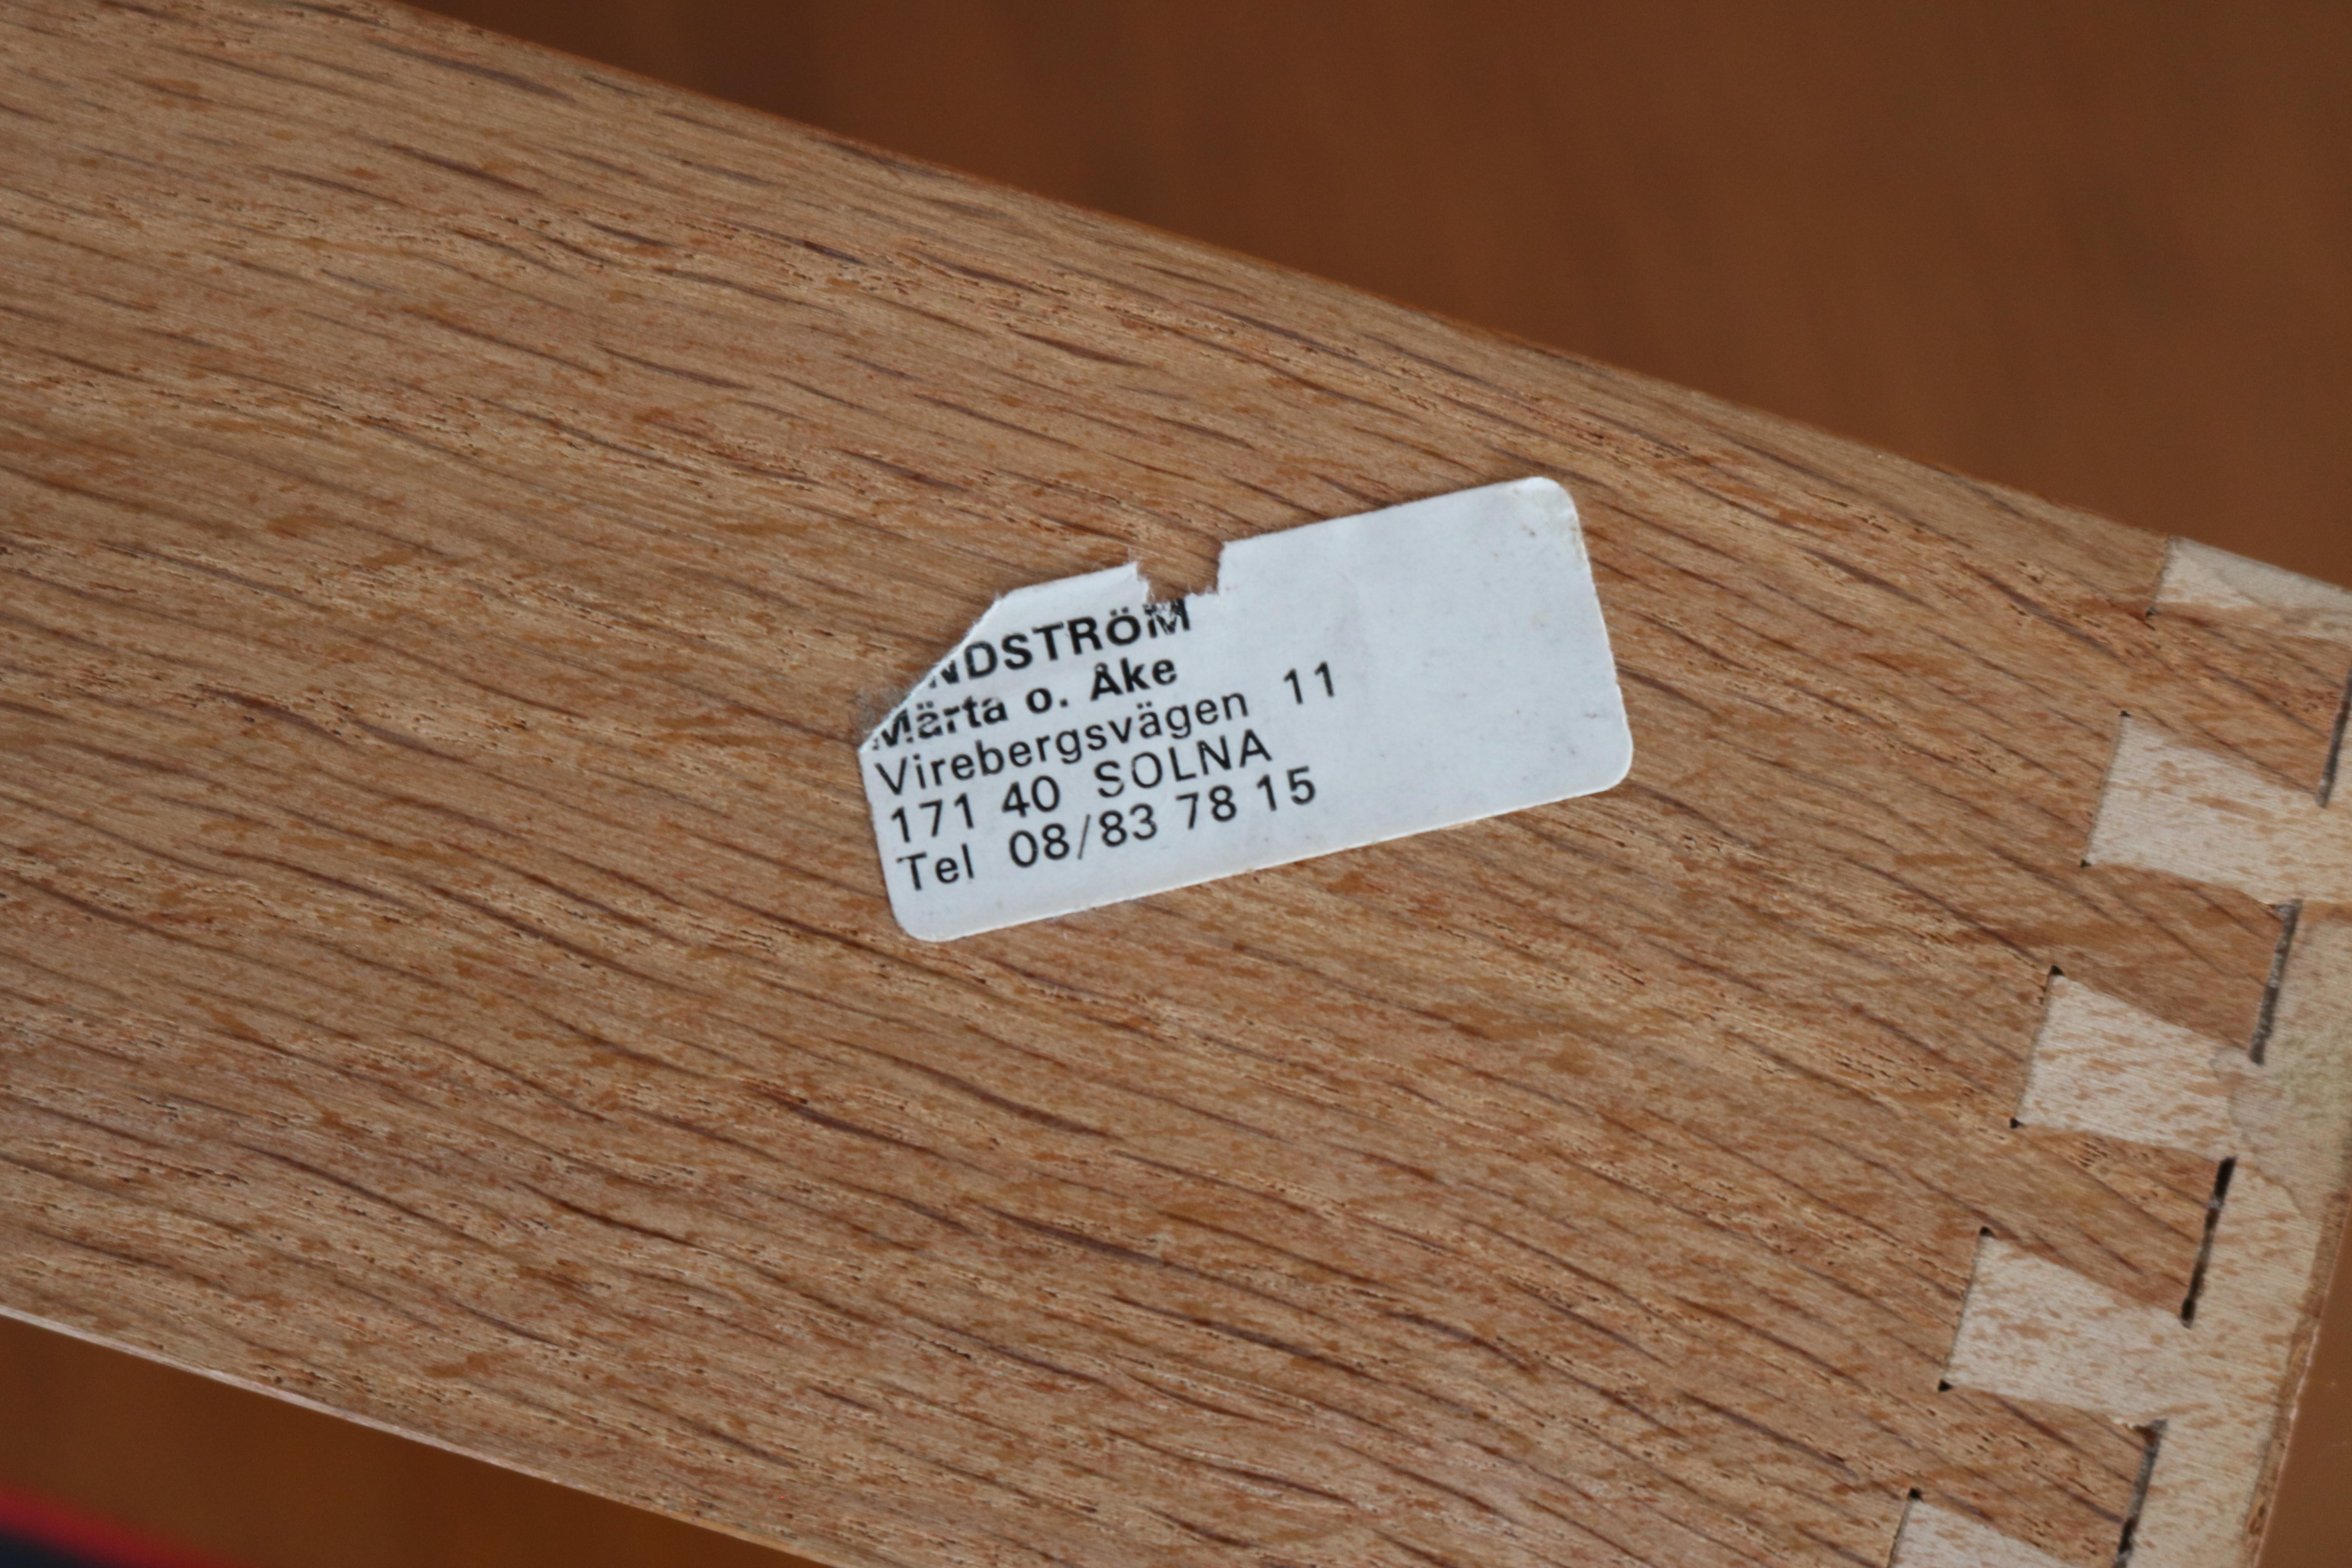 NDSTRÖM
Märta o. Åke
Virebergsvägen 11
171 40 SOLNA
Tel 08/83 78 15